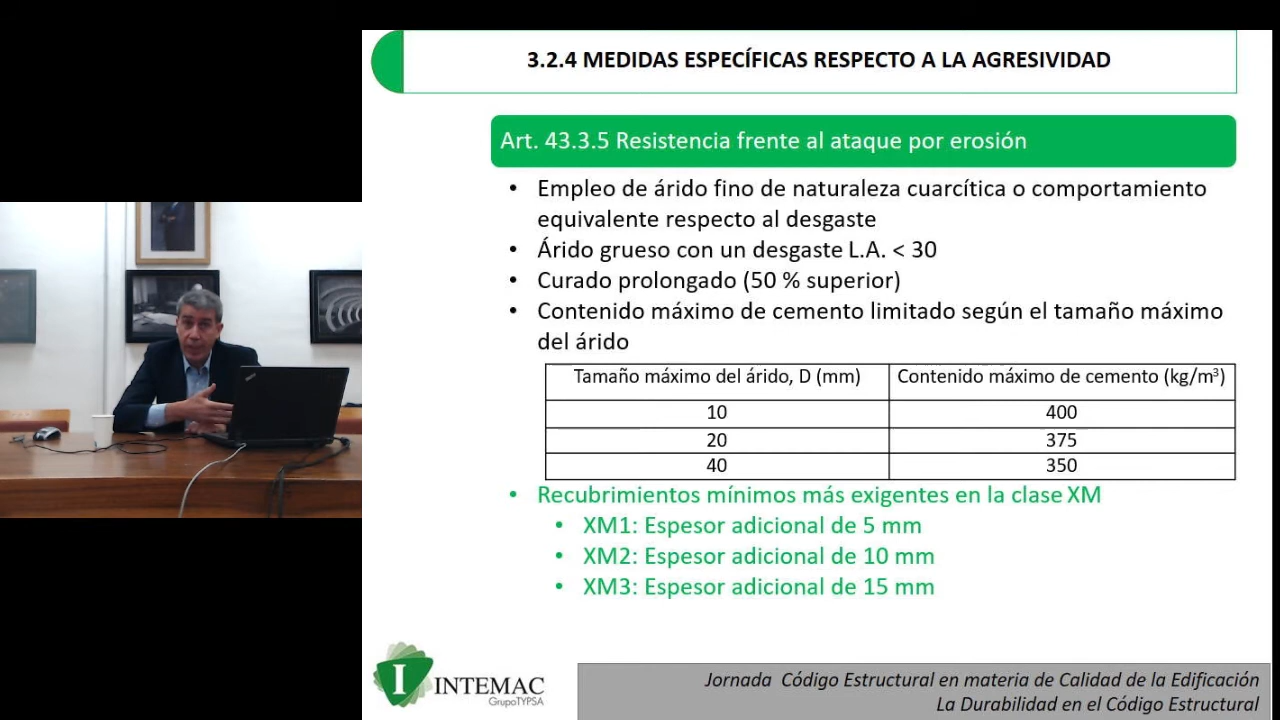 3.2.4 MEDIDAS ESPECÍFICAS RESPECTO A LA AGRESIVIDAD
Art. 43.3.5 Resistencia frente al ataque por erosión
• Empleo de árido fino de naturaleza cuarcítica o comportamiento
equivalente respecto al desgaste
• Árido grueso con un desgaste L.A. < 30
• Curado prolongado (50 % superior)
• Contenido máximo de cemento limitado según el tamaño máximo
del árido
Tamaño máximo del árido, D (mm) Contenido máximo de cemento (kg/m³)
10 400
20 375
40 350
• Recubrimientos mínimos más exigentes en la clase XM
• XM1: Espesor adicional de 5 mm
• XM2: Espesor adicional de 10 mm
• XM3: Espesor adicional de 15 mm
I INTEMAC
GrupoTYPSA
Jornada Código Estructural en materia de Calidad de la Edificación
La Durabilidad en el Código Estructural